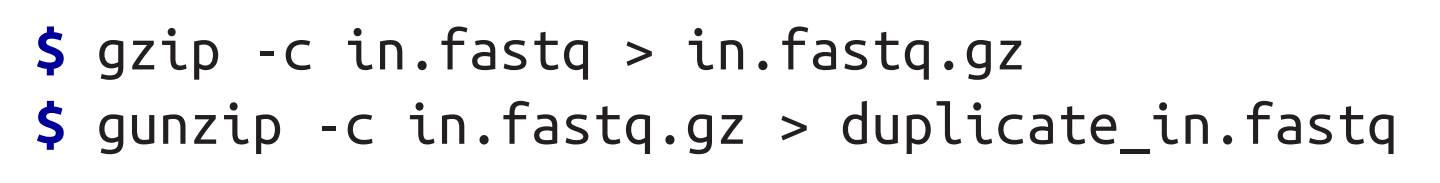 $ gzip -c in.fastq > in.fastq.gz
$ gunzip -c in.fastq.gz > duplicate_in.fastq